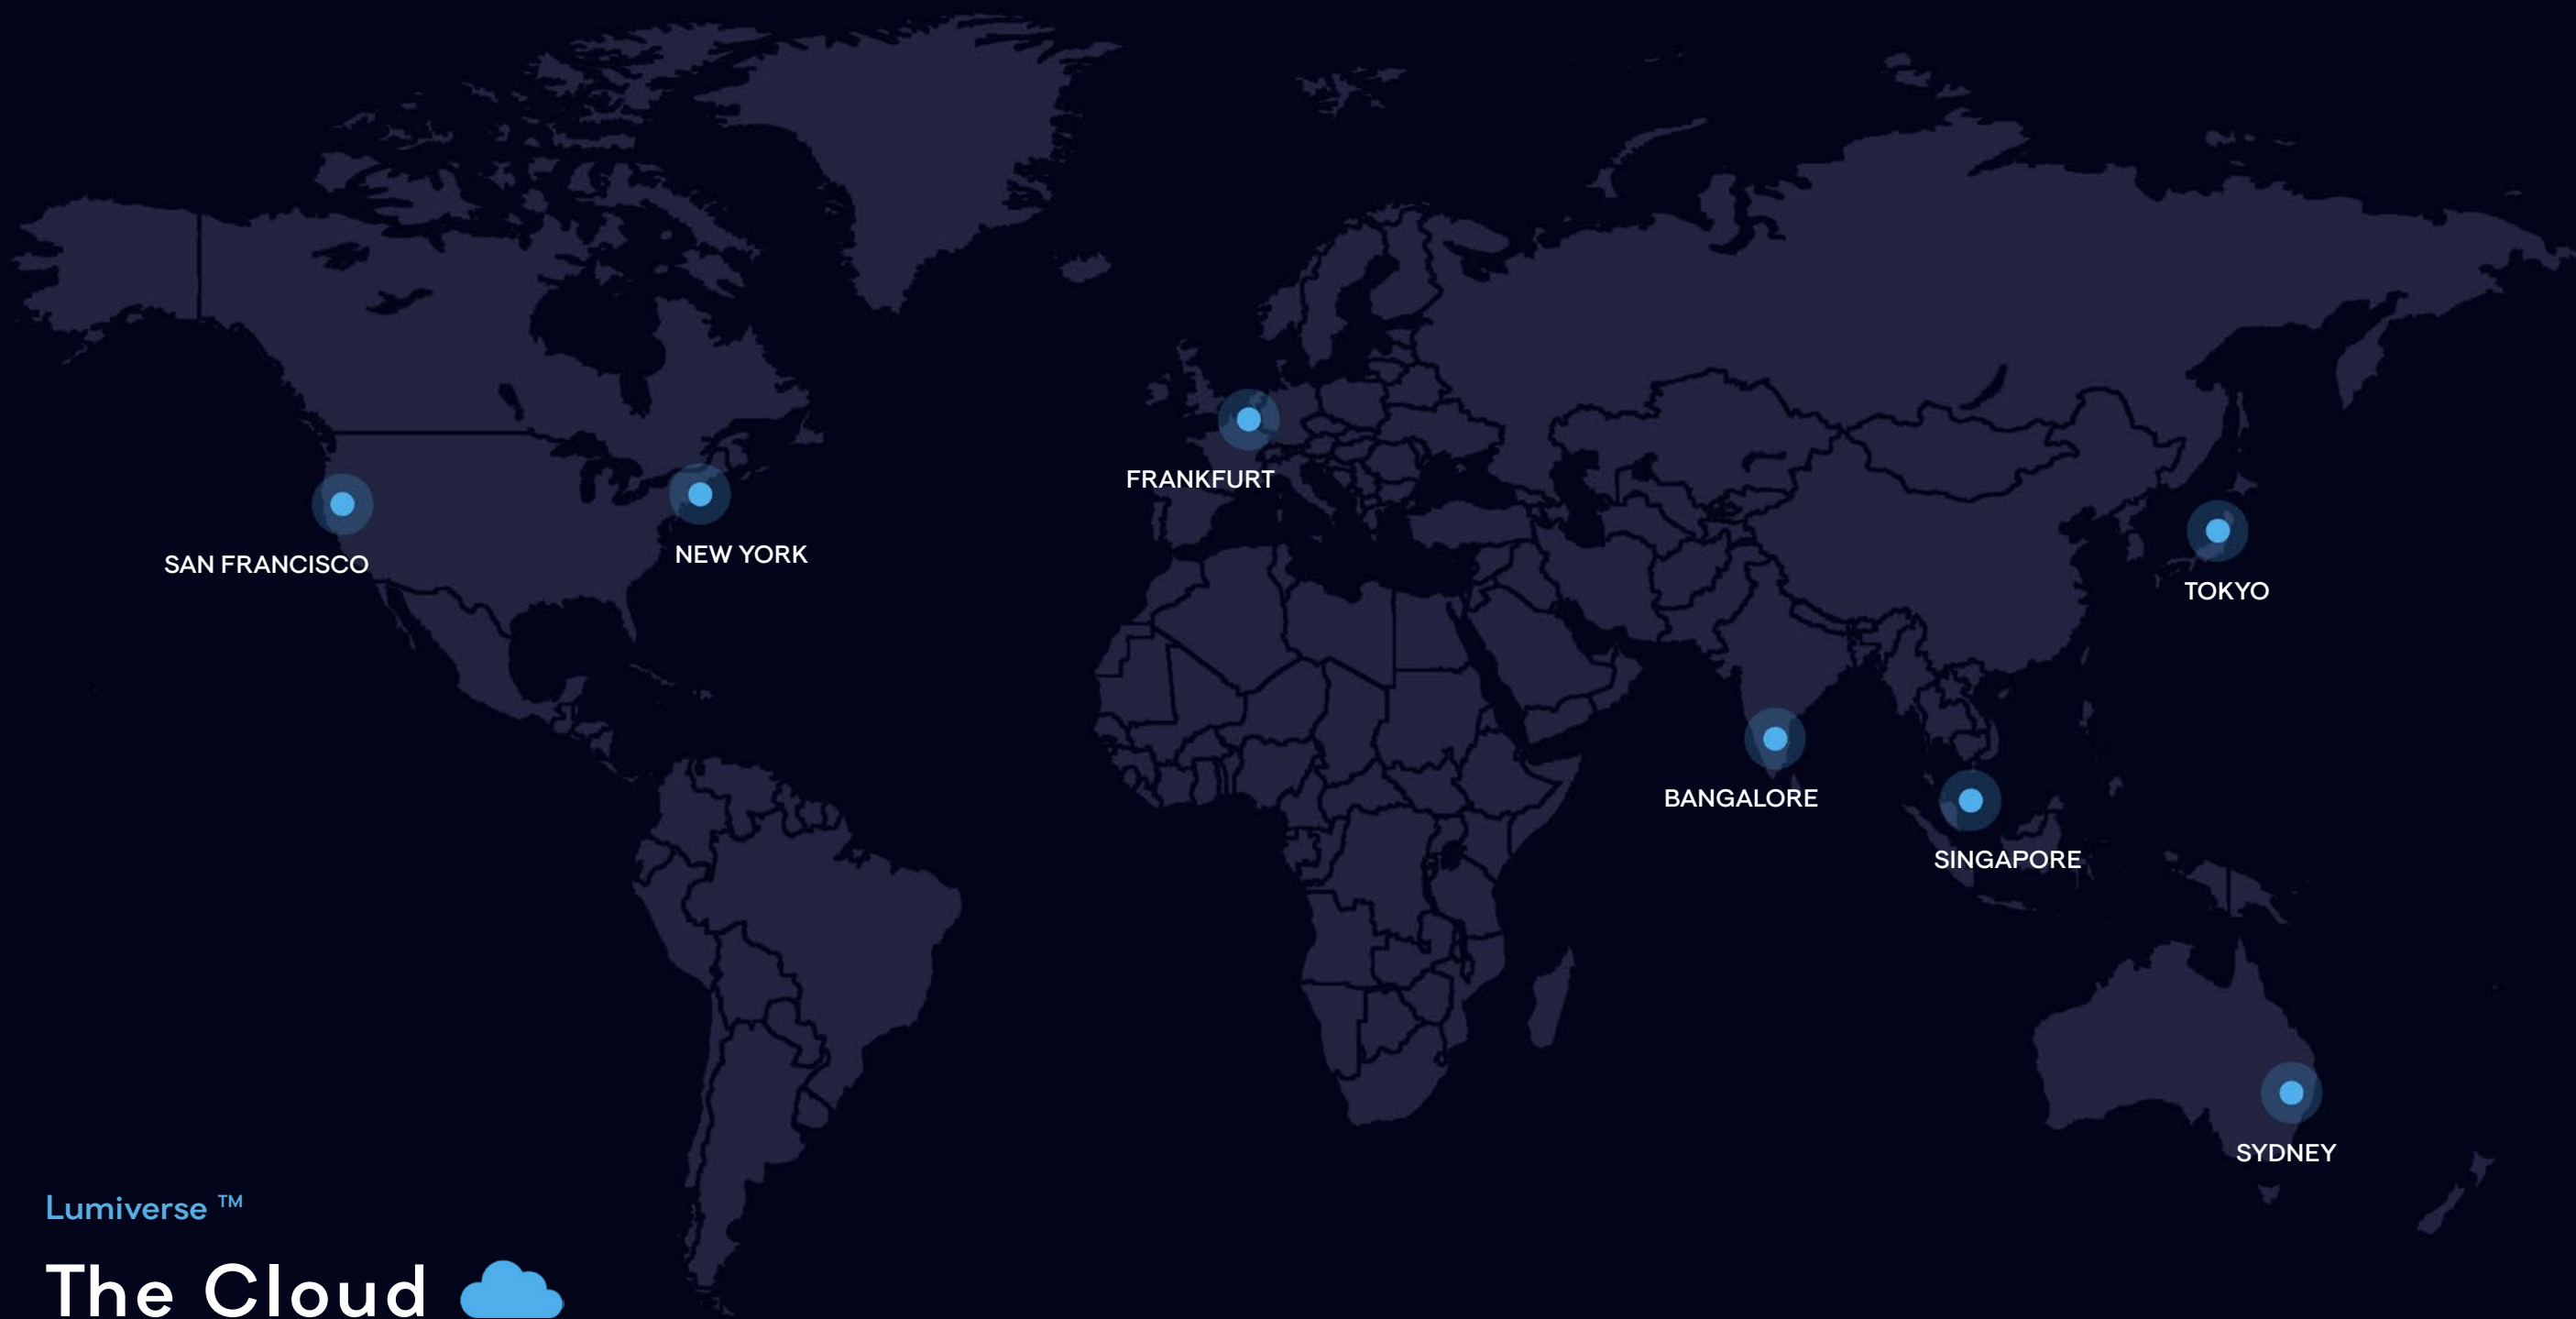 FRANKFURT
NEW YORK
SAN FRANCISCO
TOKYO
BANGALORE
SINGAPORE
SYDNEY
Lumiverse ™
The Cloud